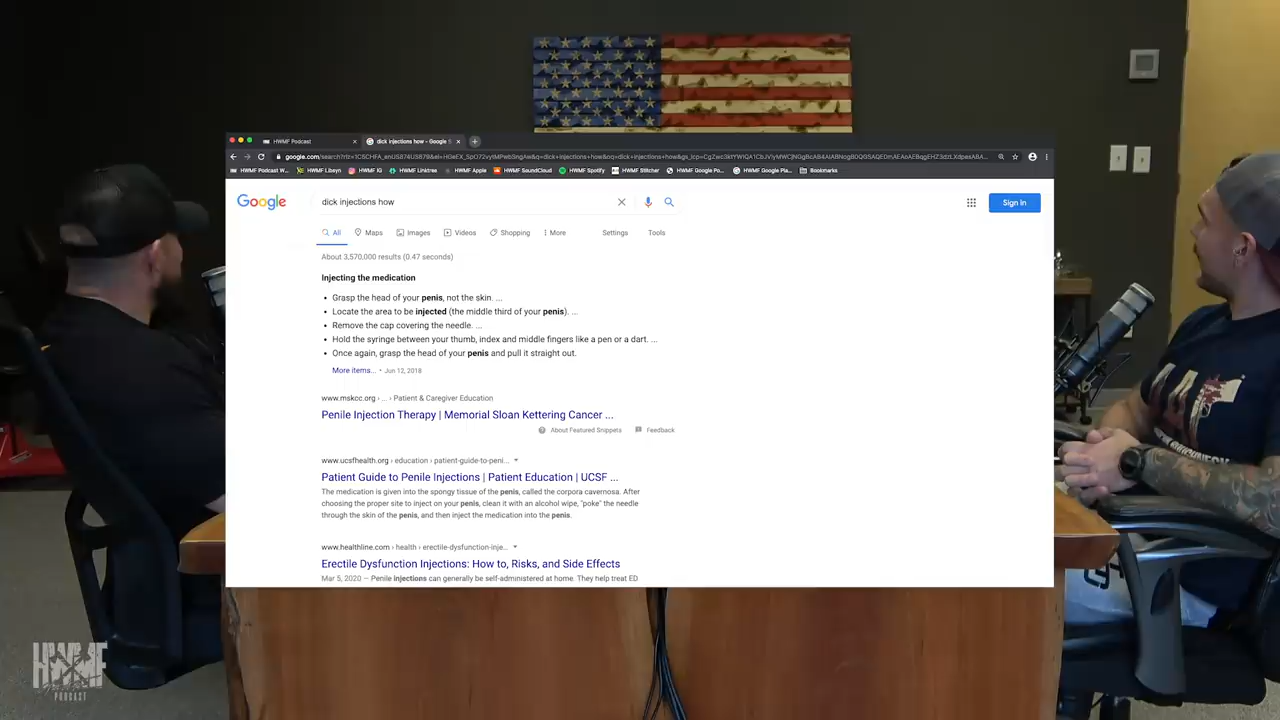 HWMF Podcast
dick injections how - Google S
HWMF Podcast W...
HWMF Libsyn
HWMF IG
HWMF Linktree
HWMF Apple
HWMF SoundCloud
HWMF Spotify
HWMF Stitcher
HWMF Google Po...
HWMF Google Pla...
Bookmarks
Google
dick injections how
Sign in
All Maps Images Videos Shopping More Settings Tools
About 3,570,000 results (0.47 seconds)
Injecting the medication
• Grasp the head of your penis, not the skin. ...
• Locate the area to be injected (the middle third of your penis). ...
• Remove the cap covering the needle. ...
• Hold the syringe between your thumb, index and middle fingers like a pen or a dart. ...
• Once again, grasp the head of your penis and pull it straight out.
More items... • Jun 12, 2018
www.mskcc.org › ... › Patient & Caregiver Education
Penile Injection Therapy | Memorial Sloan Kettering Cancer ...
About Featured Snippets Feedback
www.ucsfhealth.org › education › patient-guide-to-peni...
Patient Guide to Penile Injections | Patient Education | UCSF ...
The medication is given into the spongy tissue of the penis, called the corpora cavernosa. After
choosing the proper site to inject on your penis, clean it with an alcohol wipe, "poke" the needle
through the skin of the penis, and then inject the medication into the penis.
www.healthline.com › health › erectile-dysfunction-inje...
Erectile Dysfunction Injections: How to, Risks, and Side Effects
Mar 5, 2020 — Penile injections can generally be self-administered at home. They help treat ED
HWMF
PODCAST